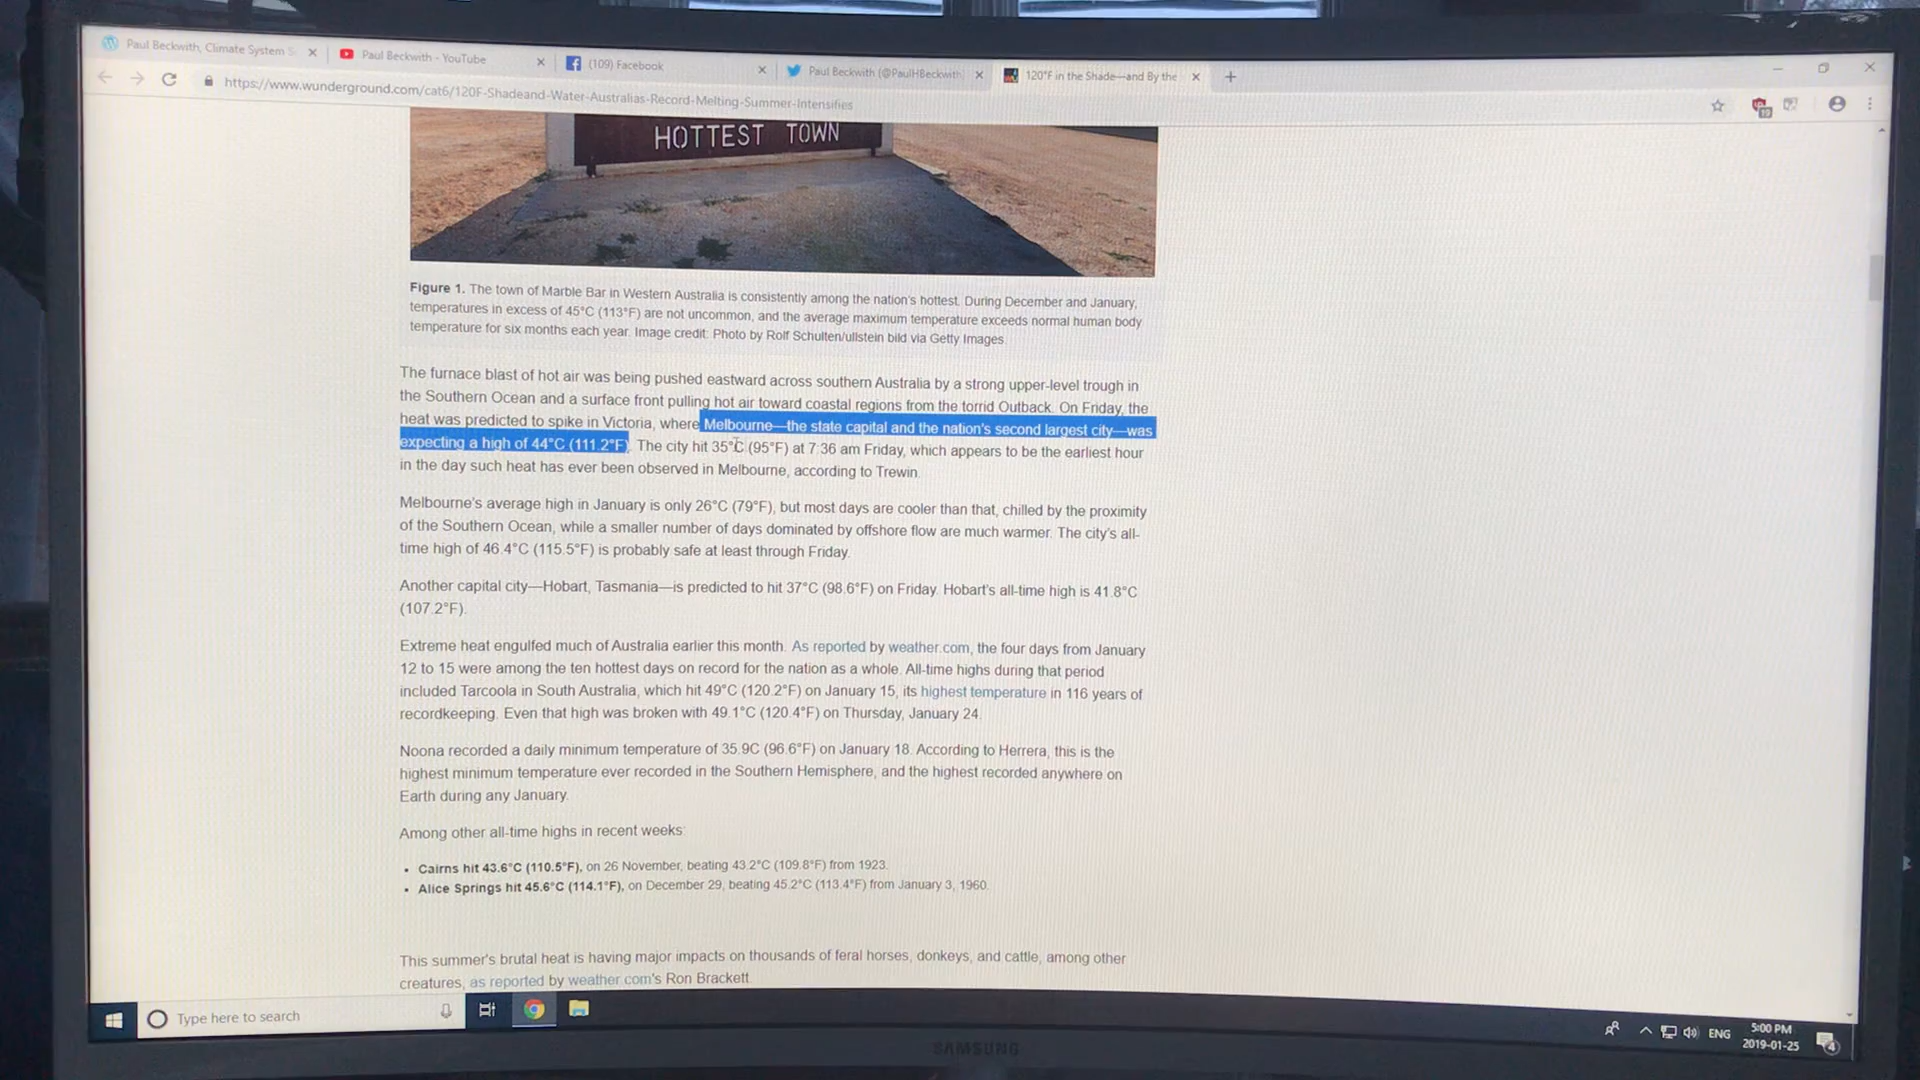 Paul Beckwith, Climate System S
Paul Beckwith - YouTube
(109) Facebook
Paul Beckwith (@PaulHBeckwith)
120°F in the Shade—and By the
https://www.wunderground.com/cat6/120F-Shadeand-Water-Australias-Record-Melting-Summer-Intensifies
HOTTEST TOWN
Figure 1. The town of Marble Bar in Western Australia is consistently among the nation's hottest. During December and January,
temperatures in excess of 45°C (113°F) are not uncommon, and the average maximum temperature exceeds normal human body
temperature for six months each year. Image credit: Photo by Rolf Schulten/ullstein bild via Getty Images.
The furnace blast of hot air was being pushed eastward across southern Australia by a strong upper-level trough in
the Southern Ocean and a surface front pulling hot air toward coastal regions from the torrid Outback. On Friday, the
heat was predicted to spike in Victoria, where Melbourne—the state capital and the nation's second largest city—was
expecting a high of 44°C (111.2°F). The city hit 35°C (95°F) at 7:36 am Friday, which appears to be the earliest hour
in the day such heat has ever been observed in Melbourne, according to Trewin.
Melbourne's average high in January is only 26°C (79°F), but most days are cooler than that, chilled by the proximity
of the Southern Ocean, while a smaller number of days dominated by offshore flow are much warmer. The city's all-
time high of 46.4°C (115.5°F) is probably safe at least through Friday.
Another capital city—Hobart, Tasmania—is predicted to hit 37°C (98.6°F) on Friday. Hobart's all-time high is 41.8°C
(107.2°F).
Extreme heat engulfed much of Australia earlier this month. As reported by weather.com, the four days from January
12 to 15 were among the ten hottest days on record for the nation as a whole. All-time highs during that period
included Tarcoola in South Australia, which hit 49°C (120.2°F) on January 15, its highest temperature in 116 years of
recordkeeping. Even that high was broken with 49.1°C (120.4°F) on Thursday, January 24.
Noona recorded a daily minimum temperature of 35.9C (96.6°F) on January 18. According to Herrera, this is the
highest minimum temperature ever recorded in the Southern Hemisphere, and the highest recorded anywhere on
Earth during any January.
Among other all-time highs in recent weeks:
• Cairns hit 43.6°C (110.5°F), on 26 November, beating 43.2°C (109.8°F) from 1923.
• Alice Springs hit 45.6°C (114.1°F), on December 29, beating 45.2°C (113.4°F) from January 3, 1960.
This summer's brutal heat is having major impacts on thousands of feral horses, donkeys, and cattle, among other
creatures, as reported by weather.com's Ron Brackett.
Type here to search
ENG
5:00 PM
2019-01-25
4
SAMSUNG